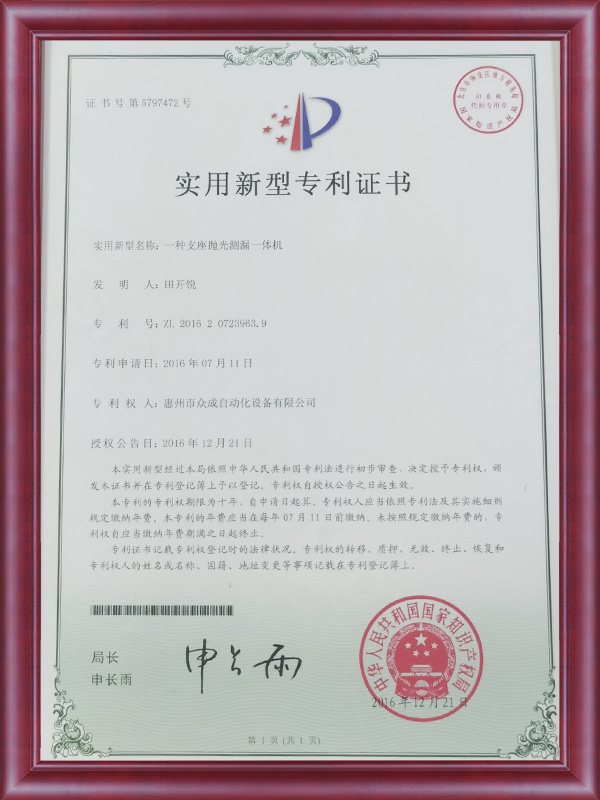 证书号第5797472号
实用新型专利证书
实用新型名称：一种支座抛光测漏一体机
发明人：田开锐
专利号：ZL 2016 2 0723963.9
专利申请日：2016年07月11日
专利权人：惠州市众成自动化设备有限公司
授权公告日：2016年12月21日
本实用新型经过本局依照中华人民共和国专利法进行初步审查，决定授予专利权，颁
发本证书并在专利登记簿上予以登记。专利权自授权公告之日起生效。
本专利的专利权期限为十年，自申请日起算。专利权人应当依照专利法及其实施细则
规定缴纳年费。本专利的年费应当在每年07月11日前缴纳。未按照规定缴纳年费的，专
利权自应当缴纳年费期满之日起终止。
专利证书记载专利权登记时的法律状况。专利权的转移、质押、无效、终止、恢复和
专利权人的姓名或名称、国籍、地址变更等事项记载在专利登记簿上。
局长
申长雨
申长雨
中华人民共和国国家知识产权局
2016年12月21日
第1页(共1页)